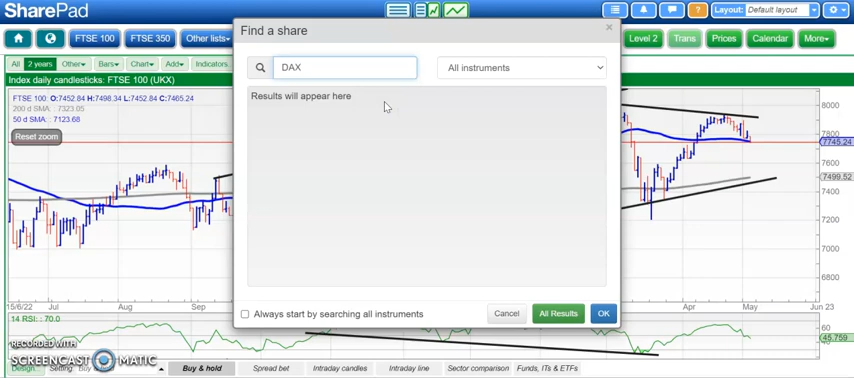 SharePad
Layout: Default layout
FTSE 100 FTSE 350 Other lists
Level 2 Trans Prices Calendar More
Find a share
×
DAX
All instruments
Results will appear here
Always start by searching all instruments
Cancel All Results OK
All 2 years Other Bars Chart Add Indicators
Index daily candlesticks: FTSE 100 (UKX)
FTSE 100: O:7452.84 H:7498.34 L:7452.84 C:7465.24
200 d SMA: 7323.05
50 d SMA: 7123.68
Reset zoom
8000
7800
7745.24
7600
7499.52
7400
7200
7000
6800
15/6/22 Jul Aug Sep Apr May Jun 23
14 RSI: 70.0
60
45.759
RECORDED WITH
SCREENCAST MATIC
Design... Setting: Buy & hold Buy & hold Spread bet Intraday candles Intraday line Sector comparison Funds, ITs & ETFs